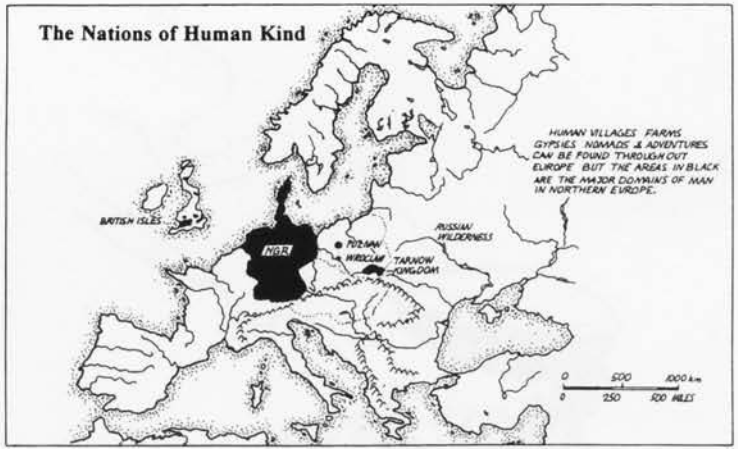 The Nations of Human Kind
HUMAN VILLAGES FARMS
GYPSIES NOMADS & ADVENTURES
CAN BE FOUND THROUGH OUT
EUROPE BUT THE AREAS IN BLACK
ARE THE MAJOR DOMAINS OF MAN
IN NORTHERN EUROPE.
BRITISH ISLES
NGR
POZNAN
WROCLAW
TARNOW
KINGDOM
RUSSIAN
WILDERNESS
0 500 1000 km
0 250 500 MILES